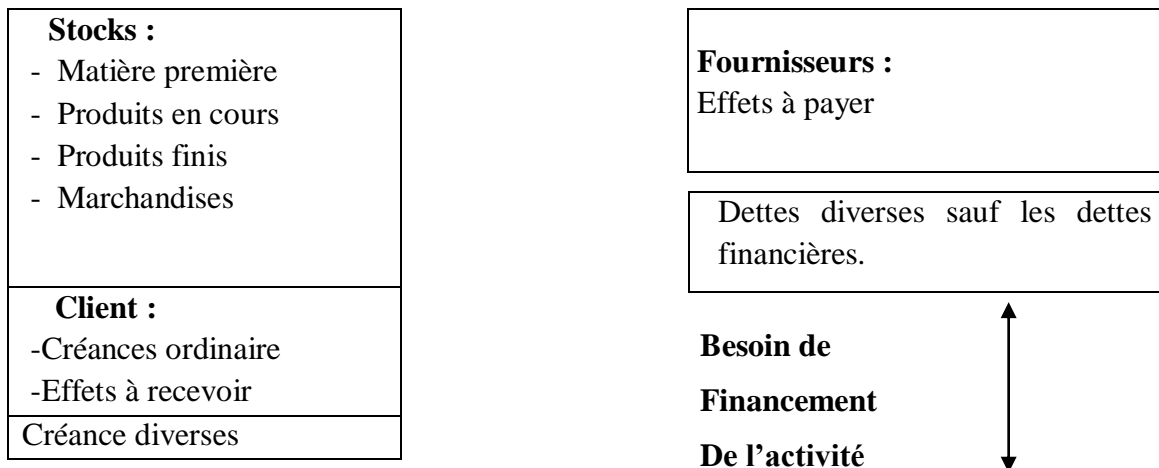 Stocks :
- Matière première
- Produits en cours
- Produits finis
- Marchandises
Client :
-Créances ordinaire
-Effets à recevoir
Créance diverses
Fournisseurs :
Effets à payer
Dettes diverses sauf les dettes
financières.
Besoin de
Financement
De l’activité